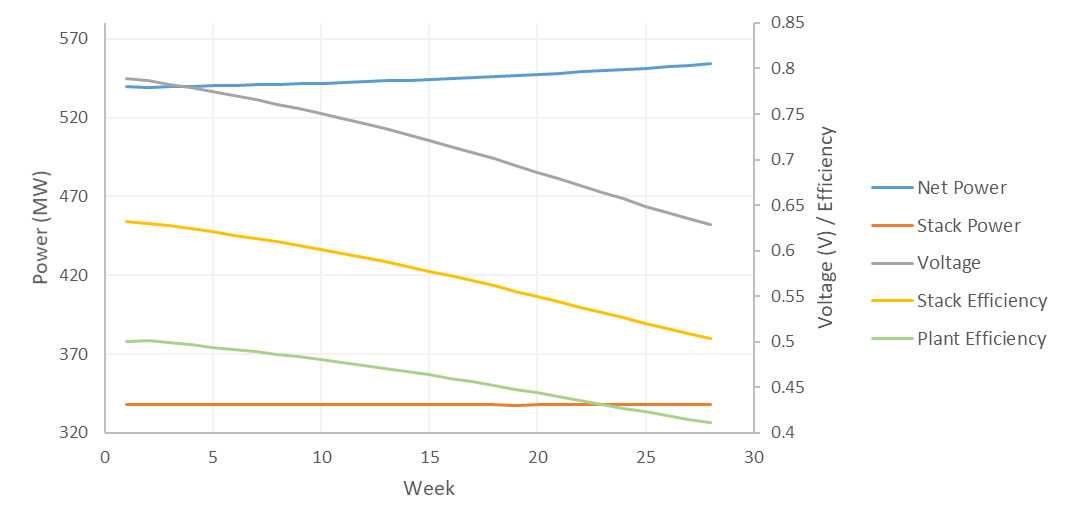 570
520
470
420
370
320
Power (MW)
0
5
10
15
20
25
30
Week
0.85
0.8
0.75
0.7
0.65
0.6
0.55
0.5
0.45
0.4
Voltage (V) / Efficiency
Net Power
Stack Power
Voltage
Stack Efficiency
Plant Efficiency